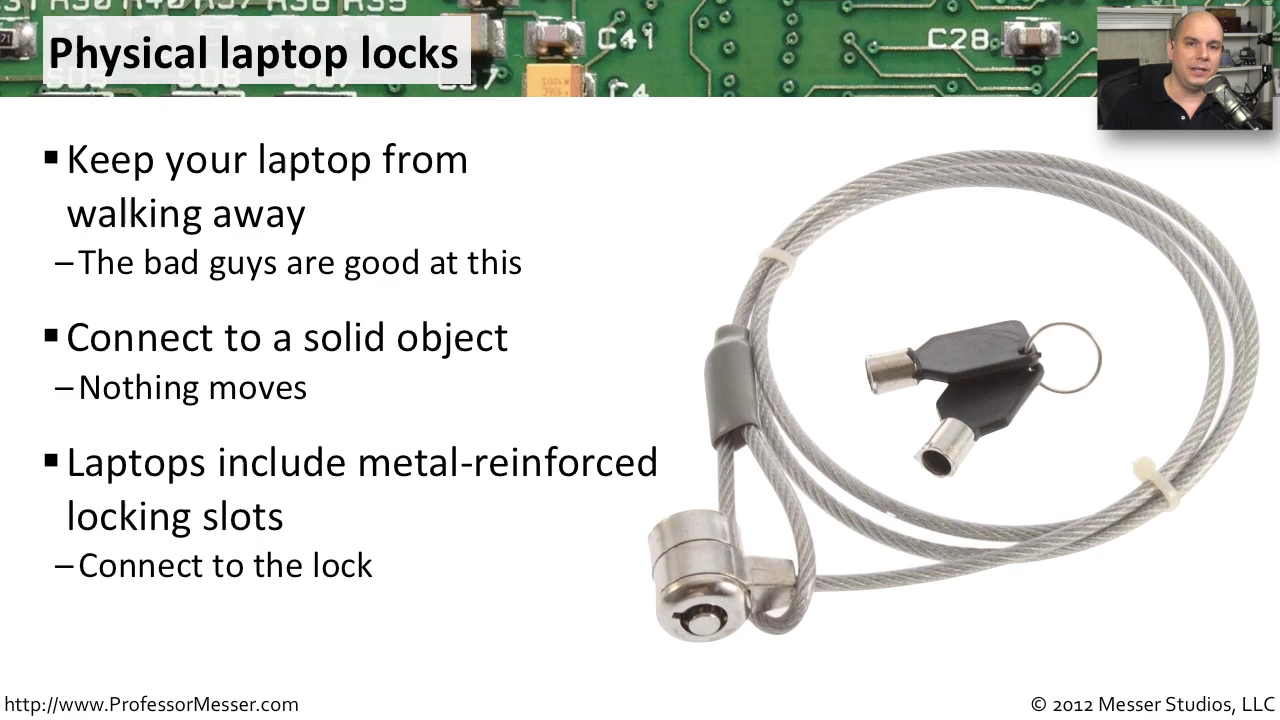 Physical laptop locks
C41
C28
▪ Keep your laptop from
walking away
– The bad guys are good at this
▪ Connect to a solid object
– Nothing moves
▪ Laptops include metal-reinforced
locking slots
– Connect to the lock
http://www.ProfessorMesser.com
© 2012 Messer Studios, LLC